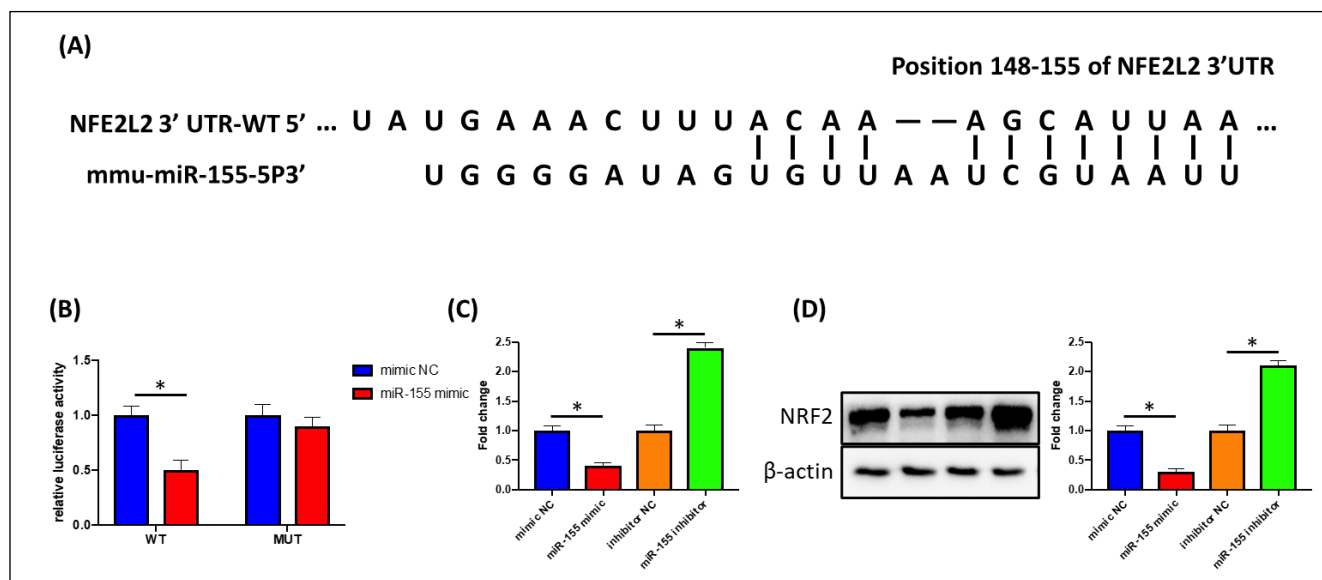 (A)
Position 148-155 of NFE2L2 3’UTR
NFE2L2 3’ UTR-WT 5’ ... U A U G A A A C U U U A C A A — — A G C A U U A A ...
mmu-miR-155-5P3’ U G G G G A U A G U G U U A A U C G U A A U U
(B)
relative luciferase activity
1.5
1.0
0.5
0.0
*
WT
MUT
mimic NC
miR-155 mimic
(C)
Fold change
2.5
2.0
1.5
1.0
0.5
0.0
*
*
mimic NC
miR-155 mimic
inhibitor NC
miR-155 inhibitor
(D)
NRF2
β-actin
Fold change
2.5
2.0
1.5
1.0
0.5
0.0
*
*
mimic NC
miR-155 mimic
inhibitor NC
miR-155 inhibitor